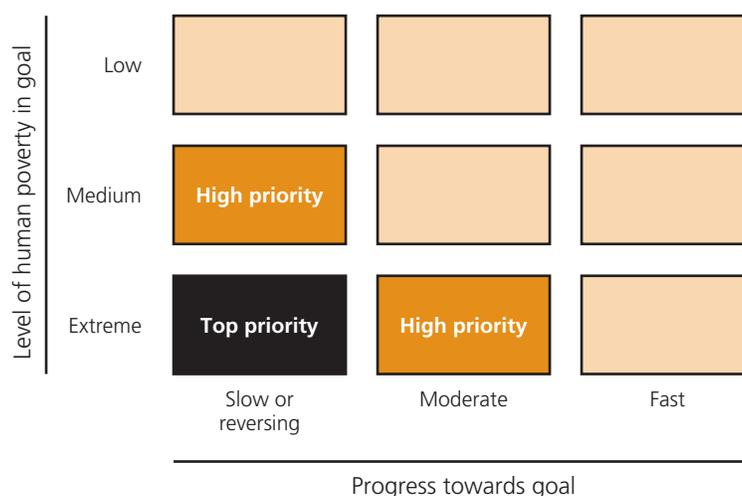 Level of human poverty in goal
Low
Medium
High priority
Extreme
Top priority
High priority
Slow or
reversing
Moderate
Fast
Progress towards goal